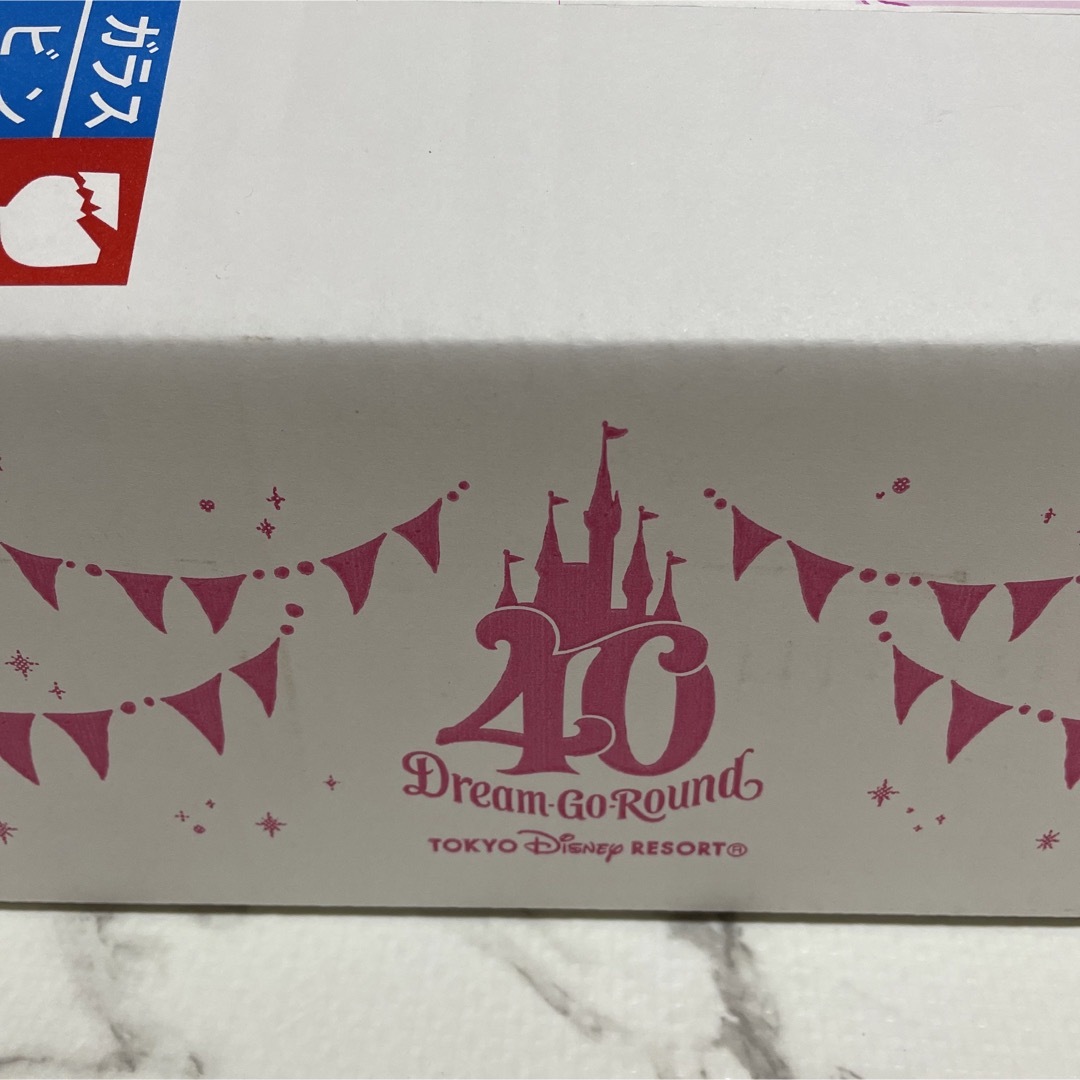 ガラス
ビン
40
Dream-Go-Round
TOKYO Disney RESORT®